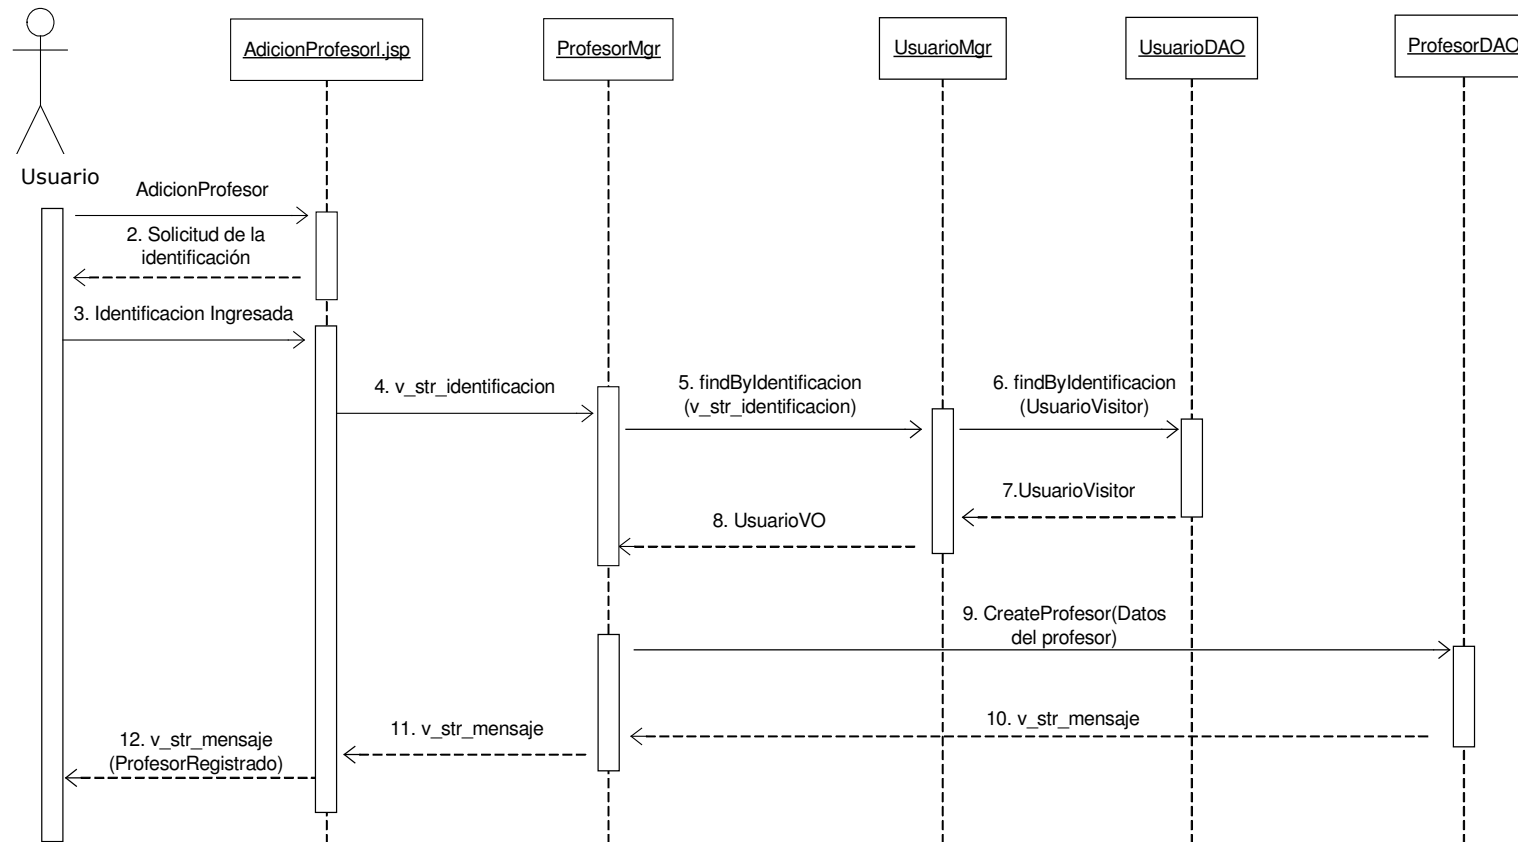 AdicionProfesorI.jsp
ProfesorMgr
UsuarioMgr
UsuarioDAO
ProfesorDAO
Usuario
AdicionProfesor
2. Solicitud de la
identificación
3. Identificacion Ingresada
4. v_str_identificacion
5. findByIdentificacion
(v_str_identificacion)
6. findByIdentificacion
(UsuarioVisitor)
7.UsuarioVisitor
8. UsuarioVO
9. CreateProfesor(Datos
del profesor)
10. v_str_mensaje
11. v_str_mensaje
12. v_str_mensaje
(ProfesorRegistrado)